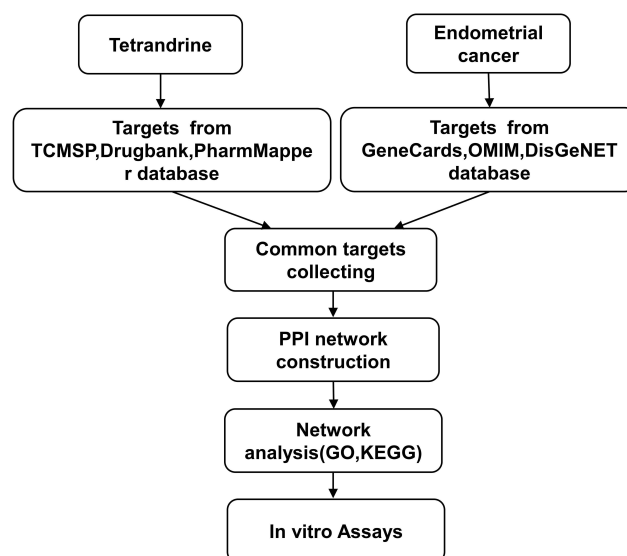 Tetrandrine
Endometrial
cancer
Targets from
TCMSP,Drugbank,PharmMappe
r database
Targets from
GeneCards,OMIM,DisGeNET
database
Common targets
collecting
PPI network
construction
Network
analysis(GO,KEGG)
In vitro Assays